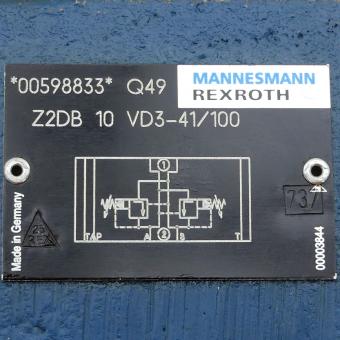 *00598833* Q49
MANNESMANN
REXROTH
Z2DB 10 VD3-41/100
1
2
T A P A B T
Made in Germany
737
00003844